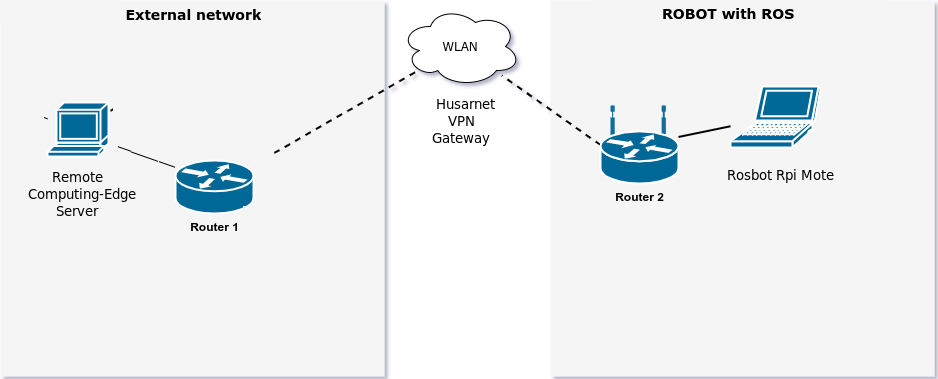 External network
WLAN
ROBOT with ROS
Husarnet
VPN
Gateway
Remote
Computing-Edge
Server
Router 1
Router 2
Rosbot Rpi Mote